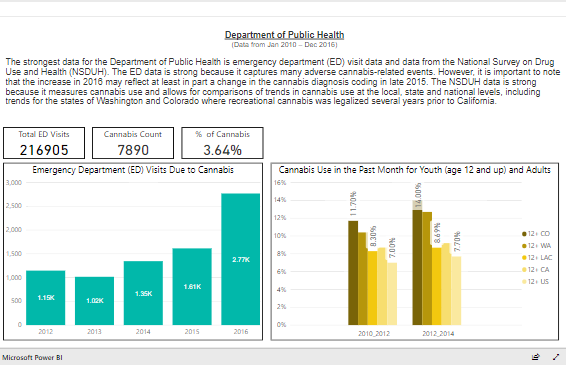 Department of Public Health
(Data from Jan 2010 – Dec 2016)
The strongest data for the Department of Public Health is emergency department (ED) visit data and data from the National Survey on Drug
Use and Health (NSDUH). The ED data is strong because it captures many adverse cannabis-related events. However, it is important to note
that the increase in 2016 may reflect at least in part a change in the cannabis diagnosis coding in late 2015. The NSDUH data is strong
because it measures cannabis use and allows for comparisons of trends in cannabis use at the local, state and national levels, including
trends for the states of Washington and Colorado where recreational cannabis was legalized several years prior to California.
Total ED Visits
216905
Cannabis Count
7890
% of Cannabis
3.64%
Emergency Department (ED) Visits Due to Cannabis
3,000
2,500
2,000
1,500
1,000
500
0
1.15K
1.02K
1.35K
1.61K
2.77K
2012
2013
2014
2015
2016
Cannabis Use in the Past Month for Youth (age 12 and up) and Adults
16%
14%
12%
10%
8%
6%
4%
2%
0%
11.70%
8.30%
7.00%
14.00%
8.69%
7.70%
2010_2012
2012_2014
12+ CO
12+ WA
12+ LAC
12+ CA
12+ US
Microsoft Power BI